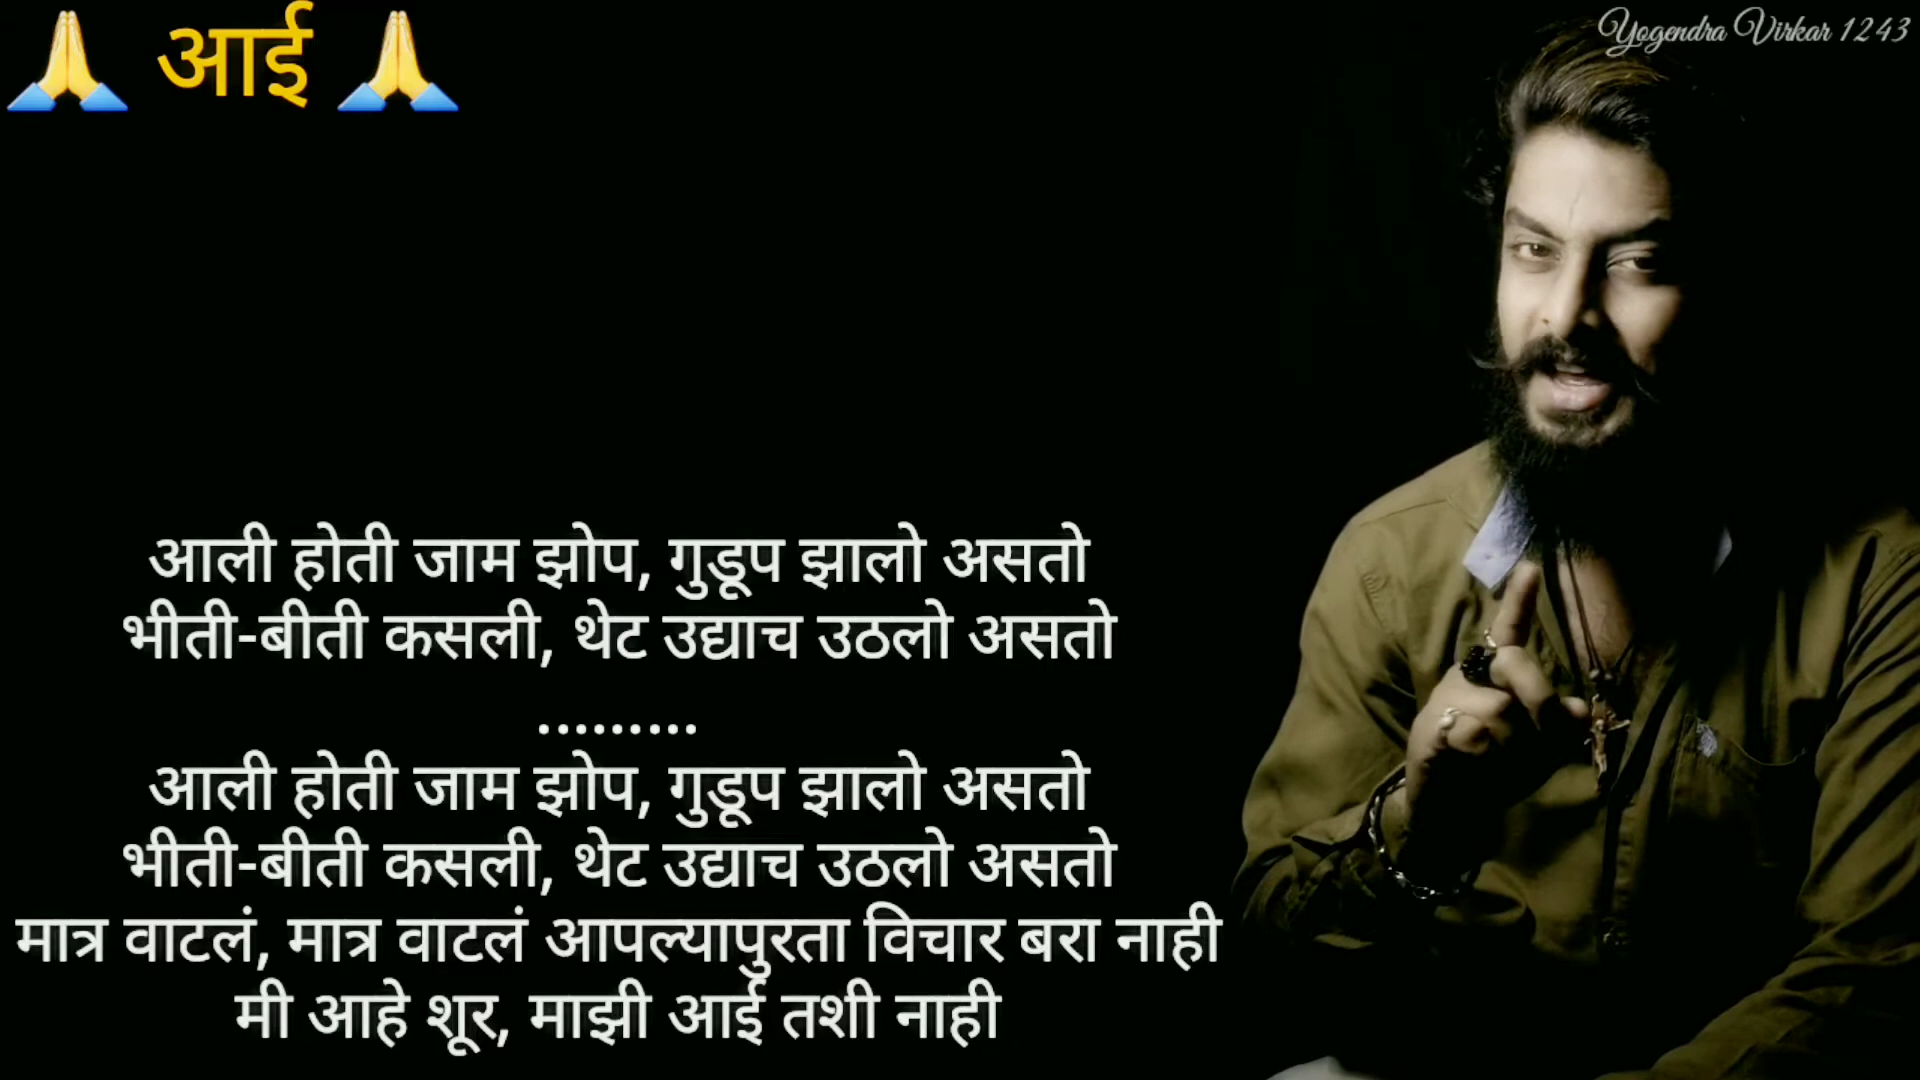 🙏 आई 🙏
Yogendra Virkar 1243
आली होती जाम झोप, गुडूप झालो असतो
भीती-बीती कसली, थेट उद्याच उठलो असतो
.........
आली होती जाम झोप, गुडूप झालो असतो
भीती-बीती कसली, थेट उद्याच उठलो असतो
मात्र वाटलं, मात्र वाटलं आपल्यापुरता विचार बरा नाही
मी आहे शूर, माझी आई तशी नाही